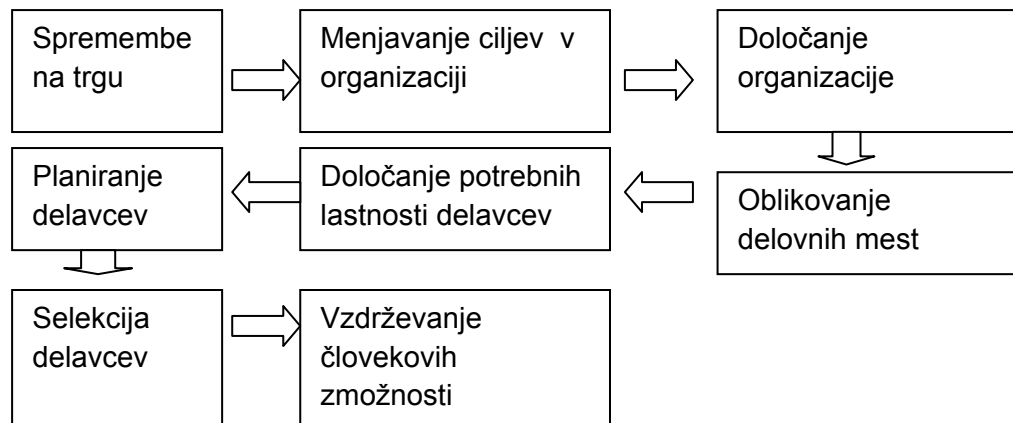 Spremembe
na trgu
Menjavanje ciljev v
organizaciji
Določanje
organizacije
Oblikovanje
delovnih mest
Določanje potrebnih
lastnosti delavcev
Planiranje
delavcev
Selekcija
delavcev
Vzdrževanje
človekovih
zmožnosti